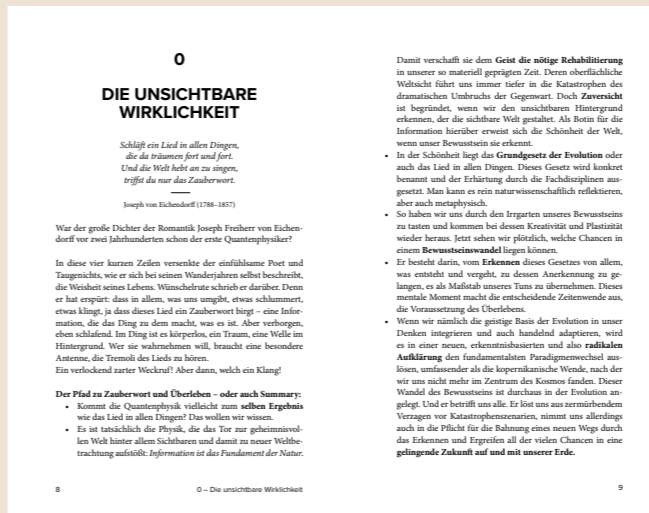 0
DIE UNSICHTBARE
WIRKLICHKEIT
Schläft ein Lied in allen Dingen,
die da träumen fort und fort.
Und die Welt hebt an zu singen,
triffst du nur das Zauberwort.
Joseph von Eichendorff (1788–1857)
War der große Dichter der Romantik Joseph Freiherr von Eichen-
dorff vor zwei Jahrhunderten schon der erste Quantenphysiker?
In diese vier kurzen Zeilen versenkte der einfühlsame Poet und
Taugenichts, wie er sich bei seinen Wanderjahren selbst beschreibt,
die Weisheit seines Lebens. Wünschelrute schrieb er darüber. Denn
er hat erspürt: dass in allem, was uns umgibt, etwas schlummert,
etwas klingt, ja dass dieses Lied ein Zauberwort birgt – eine Infor-
mation, die das Ding zu dem macht, was es ist. Aber verborgen,
eben schlafend. Im Ding ist es körperlos, ein Traum, eine Welle im
Hintergrund. Wer sie wahrnehmen will, braucht eine besondere
Antenne, die Tremoli des Lieds zu hören.
Ein verlockend zarter Weckruf! Aber dann, welch ein Klang!
Der Pfad zu Zauberwort und Überleben – oder auch Summary:
• Kommt die Quantenphysik vielleicht zum selben Ergebnis
wie das Lied in allen Dingen? Das wollen wir wissen.
• Es ist tatsächlich die Physik, die das Tor zur geheimnisvol-
len Welt hinter allem Sichtbaren und damit zu neuer Weltbe-
trachtung aufstößt: Information ist das Fundament der Natur.
8
0 – Die unsichtbare Wirklichkeit
Damit verschafft sie dem Geist die nötige Rehabilitierung
in unserer so materiell geprägten Zeit. Deren oberflächliche
Weltsicht führt uns immer tiefer in die Katastrophen des
dramatischen Umbruchs der Gegenwart. Doch Zuversicht
ist begründet, wenn wir den unsichtbaren Hintergrund
erkennen, der die sichtbare Welt gestaltet. Als Botin für die
Information hierüber erweist sich die Schönheit der Welt,
wenn unser Bewusstsein sie erkennt.
• In der Schönheit liegt das Grundgesetz der Evolution oder
auch das Lied in allen Dingen. Dieses Gesetz wird konkret
benannt und der Erhärtung durch die Fachdisziplinen aus-
gesetzt. Man kann es rein naturwissenschaftlich reflektieren,
aber auch metaphysisch.
• So haben wir uns durch den Irrgarten unseres Bewusstseins
zu tasten und kommen bei dessen Kreativität und Plastizität
wieder heraus. Jetzt sehen wir plötzlich, welche Chancen in
einem Bewusstseinswandel liegen können.
• Er besteht darin, vom Erkennen dieses Gesetzes von allem,
was entsteht und vergeht, zu dessen Anerkennung zu ge-
langen, es als Maßstab unseres Tuns zu übernehmen. Dieses
mentale Moment macht die entscheidende Zeitenwende aus,
die Voraussetzung des Überlebens.
• Wenn wir nämlich die geistige Basis der Evolution in unser
Denken integrieren und auch handelnd adaptieren, wird
es in einer neuen, erkenntnisbasierten und also radikalen
Aufklärung den fundamentalsten Paradigmenwechsel aus-
lösen, umfassender als die kopernikanische Wende, nach der
wir uns nicht mehr im Zentrum des Kosmos fanden. Dieser
Wandel des Bewusstseins ist durchaus in der Evolution an-
gelegt. Und er betrifft uns alle. Er löst uns aus zermürbendem
Verzagen vor Katastrophenszenarien, nimmt uns allerdings
auch in die Pflicht für die Bahnung eines neuen Wegs durch
das Erkennen und Ergreifen all der vielen Chancen in eine
gelingende Zukunft auf und mit unserer Erde.
9